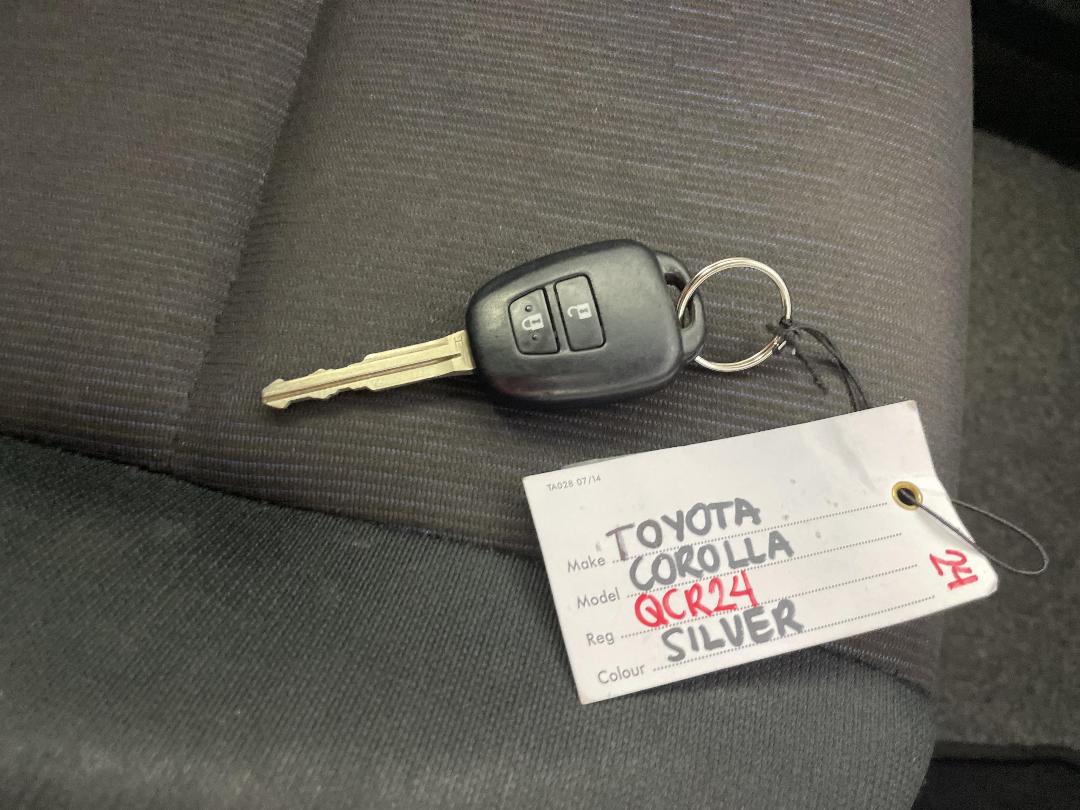 TA028 07/14
Make TOYOTA
Model COROLLA
Reg QCR24
Colour SILVER
24